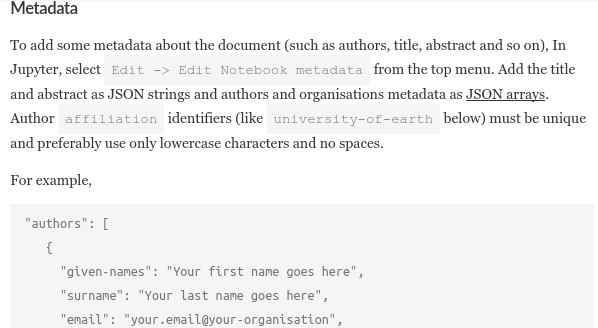 Metadata
To add some metadata about the document (such as authors, title, abstract and so on), In
Jupyter, select Edit -> Edit Notebook metadata from the top menu. Add the title
and abstract as JSON strings and authors and organisations metadata as JSON arrays.
Author affiliation identifiers (like university-of-earth below) must be unique
and preferably use only lowercase characters and no spaces.
For example,
"authors": [
{
"given-names": "Your first name goes here",
"surname": "Your last name goes here",
"email": "your.email@your-organisation",